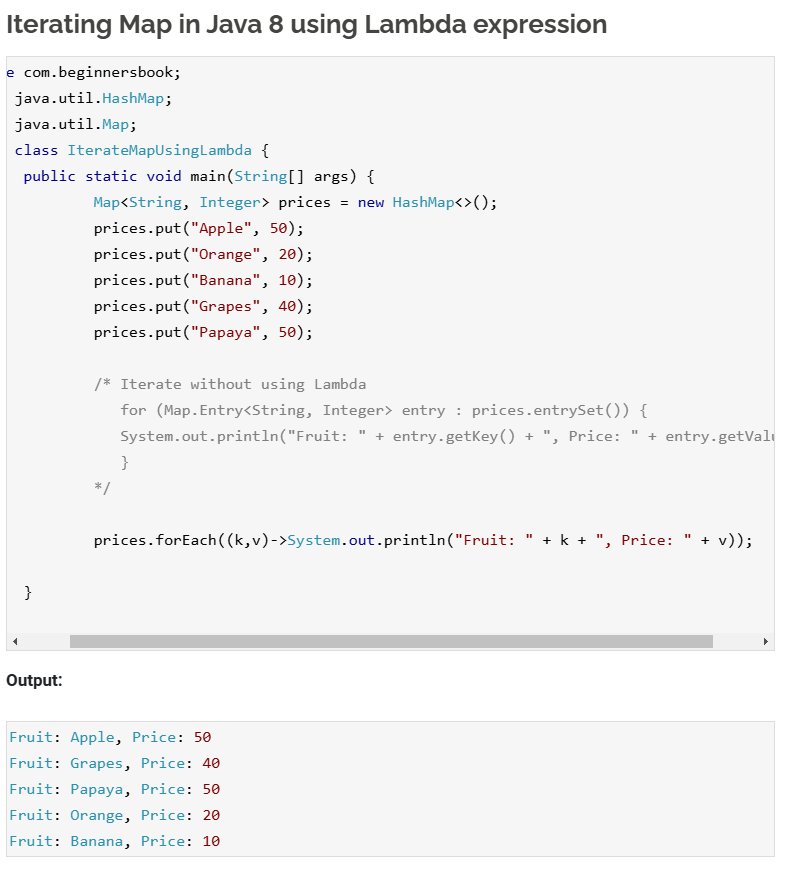 Iterating Map in Java 8 using Lambda expression
e com.beginnersbook;
java.util.HashMap;
java.util.Map;
class IterateMapUsingLambda {
public static void main(String[] args) {
Map<String, Integer> prices = new HashMap<>();
prices.put("Apple", 50);
prices.put("Orange", 20);
prices.put("Banana", 10);
prices.put("Grapes", 40);
prices.put("Papaya", 50);
/* Iterate without using Lambda
for (Map.Entry<String, Integer> entry : prices.entrySet()) {
System.out.println("Fruit: " + entry.getKey() + ", Price: " + entry.getValu
}
*/
prices.forEach((k,v)->System.out.println("Fruit: " + k + ", Price: " + v));
}
Output:
Fruit: Apple, Price: 50
Fruit: Grapes, Price: 40
Fruit: Papaya, Price: 50
Fruit: Orange, Price: 20
Fruit: Banana, Price: 10